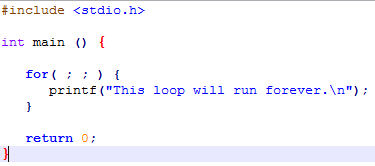 #include <stdio.h>
int main () {
for( ; ; ) {
printf("This loop will run forever.\n");
}
return 0;
}